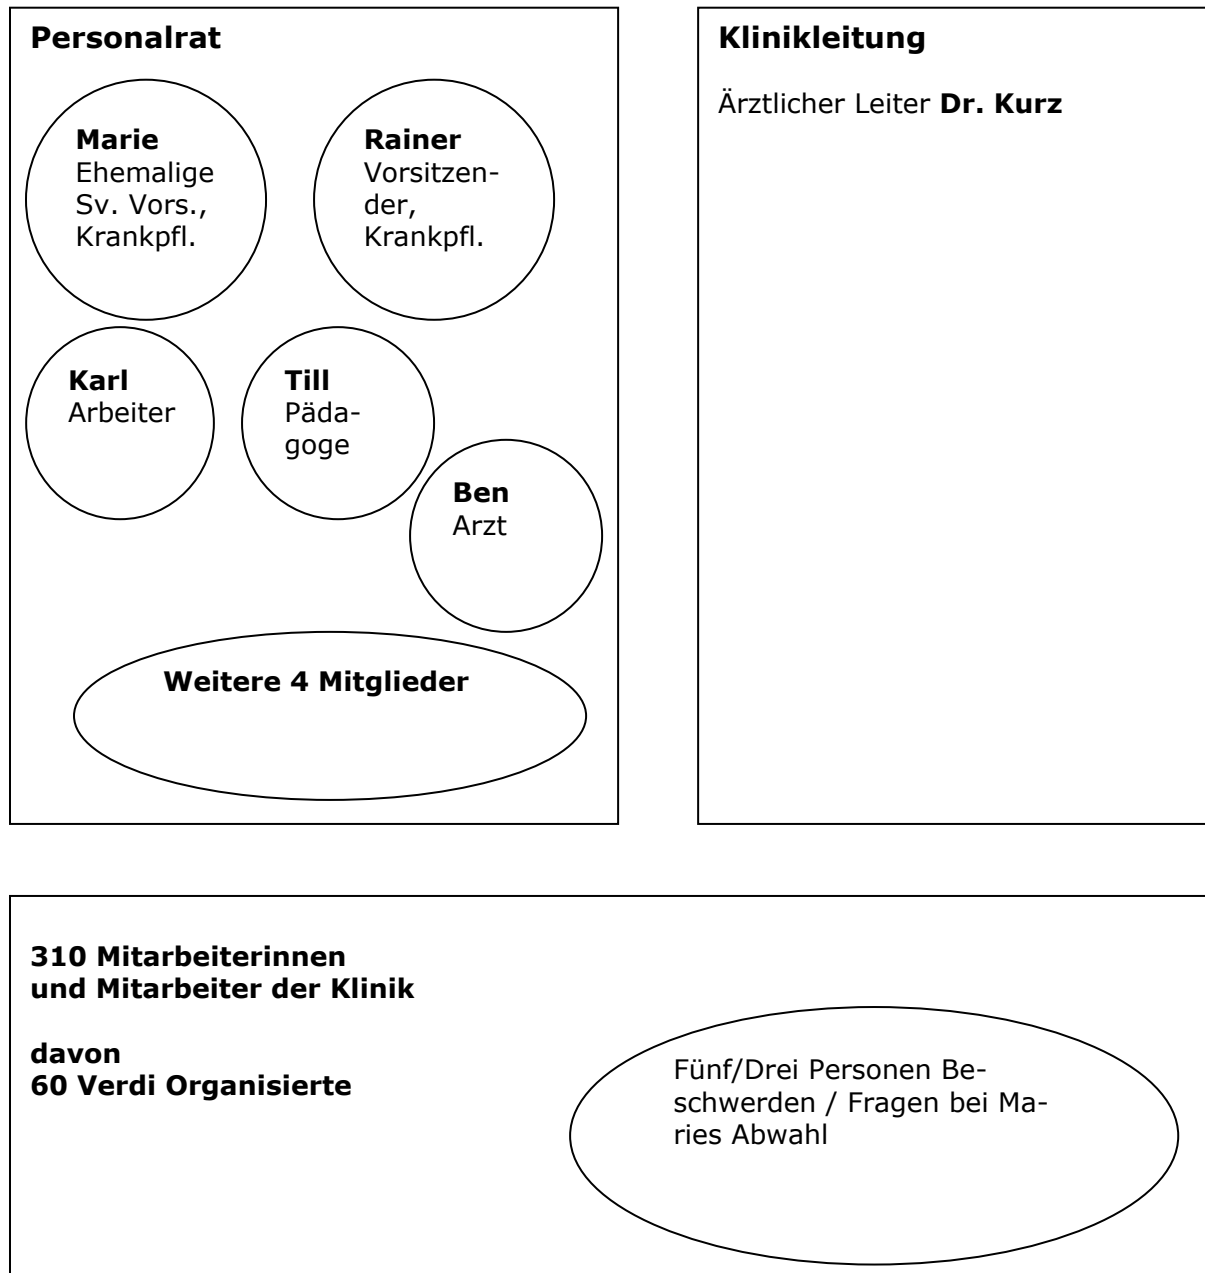 Personalrat
Marie
Ehemalige
Sv. Vors.,
Krankpfl.
Rainer
Vorsitzen-
der,
Krankpfl.
Karl
Arbeiter
Till
Päda-
goge
Ben
Arzt
Weitere 4 Mitglieder
Klinikleitung
Ärztlicher Leiter Dr. Kurz
310 Mitarbeiterinnen
und Mitarbeiter der Klinik
davon
60 Verdi Organisierte
Fünf/Drei Personen Be-
schwerden / Fragen bei Ma-
ries Abwahl